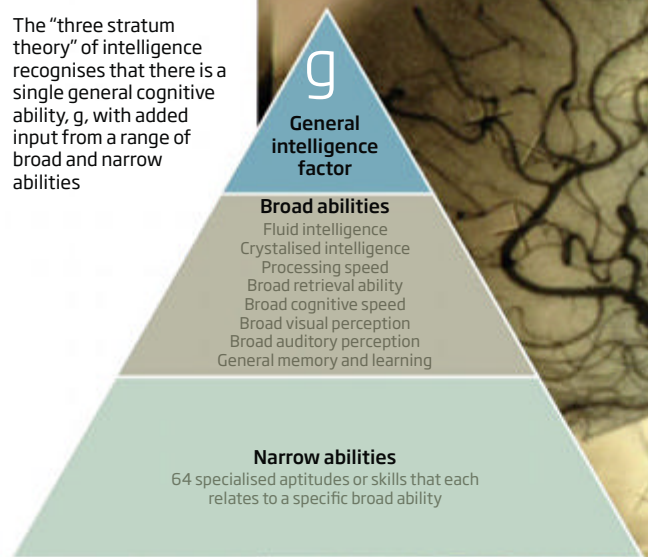 The “three stratum
theory” of intelligence
recognises that there is a
single general cognitive
ability, g, with added
input from a range of
broad and narrow
abilities
g
General
intelligence
factor
Broad abilities
Fluid intelligence
Crystalised intelligence
Processing speed
Broad retrieval ability
Broad cognitive speed
Broad visual perception
Broad auditory perception
General memory and learning
Narrow abilities
64 specialised aptitudes or skills that each
relates to a specific broad ability